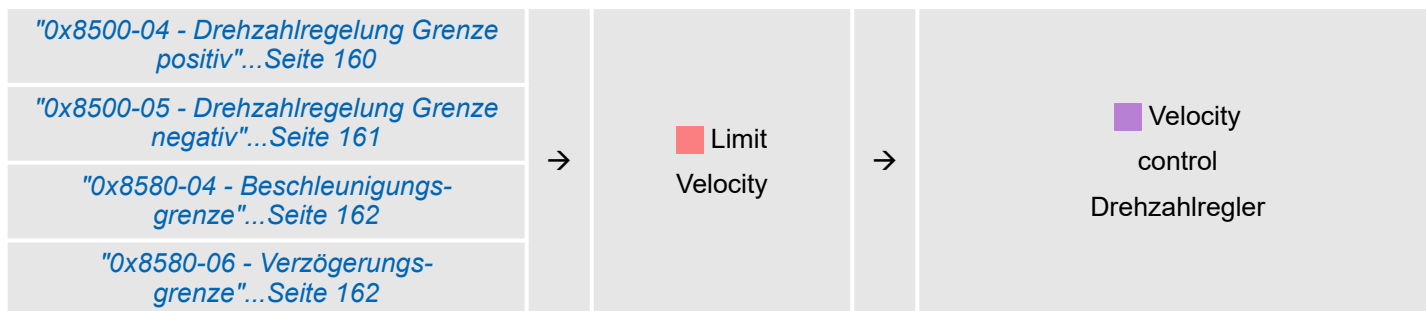 "0x8500-04 - Drehzahlregelung Grenze
positiv"...Seite 160
"0x8500-05 - Drehzahlregelung Grenze
negativ"...Seite 161
"0x8580-04 - Beschleunigungs-
grenze"...Seite 162
"0x8580-06 - Verzögerungs-
grenze"...Seite 162
→
Limit
Velocity
→
Velocity
control
Drehzahlregler